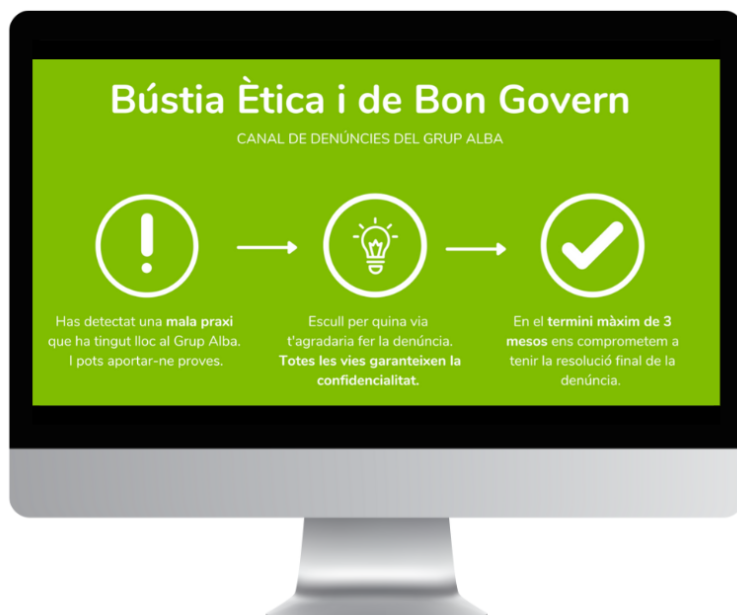 Bústia Ètica i de Bon Govern
CANAL DE DENÚNCIES DEL GRUP ALBA
Has detectat una mala praxi
que ha tingut lloc al Grup Alba.
I pots aportar-ne proves.
Escull per quina via
t'agradaria fer la denúncia.
Totes les vies garanteixen la
confidencialitat.
En el termini màxim de 3
mesos ens comprometem a
tenir la resolució final de la
denúncia.